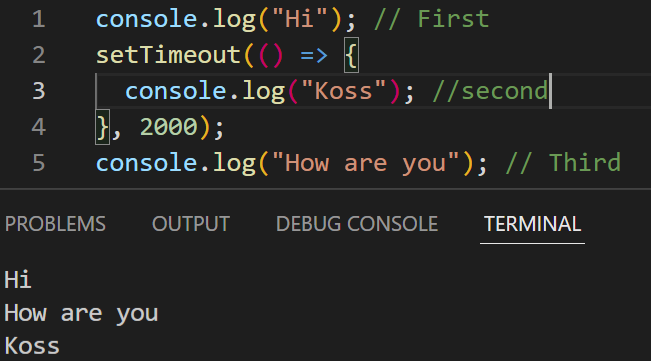 1 console.log("Hi"); // First
2 setTimeout(() => {
3 console.log("Koss"); //second
4 }, 2000);
5 console.log("How are you"); // Third
PROBLEMS OUTPUT DEBUG CONSOLE TERMINAL
Hi
How are you
Koss